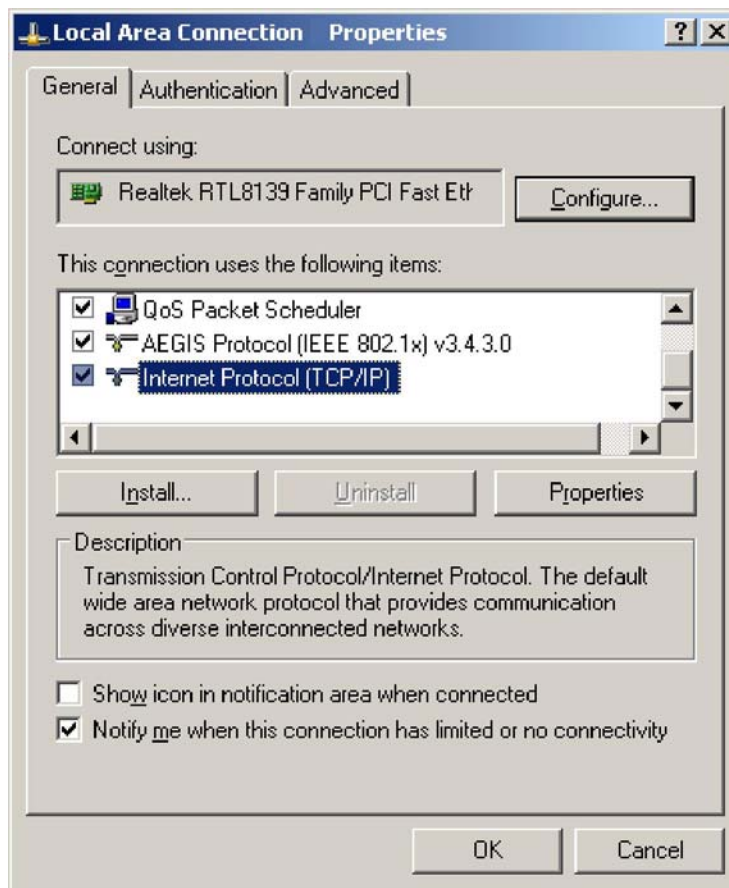 Local Area Connection Properties
General Authentication Advanced
Connect using:
Realtek RTL8139 Family PCI Fast Eth
Configure...
This connection uses the following items:
QoS Packet Scheduler
AEGIS Protocol (IEEE 802.1x) v3.4.3.0
Internet Protocol (TCP/IP)
Install... Uninstall Properties
Description
Transmission Control Protocol/Internet Protocol. The default
wide area network protocol that provides communication
across diverse interconnected networks.
Show icon in notification area when connected
Notify me when this connection has limited or no connectivity
OK Cancel